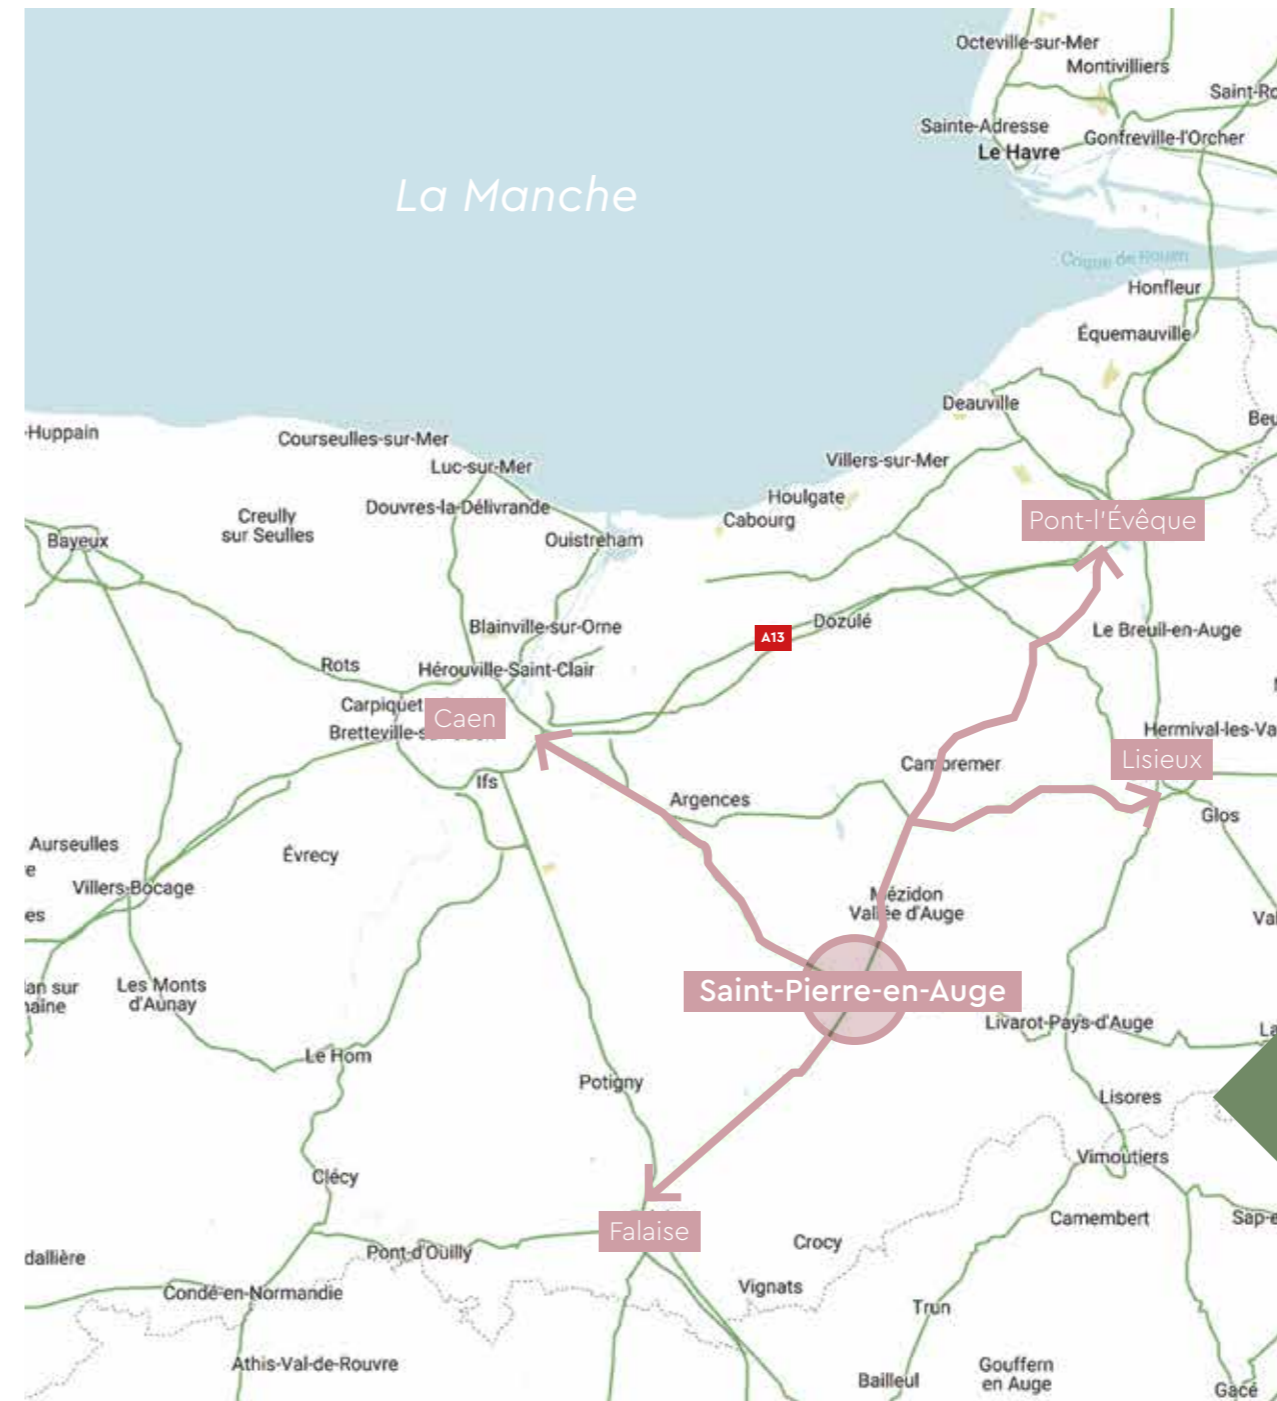 Octeville-sur-Mer
Montivilliers
Sainte-Adresse
Le Havre
Gonfreville-l'Orcher
La Manche
Honfleur
Équemauville
Deauville
-Huppain
Courseulles-sur-Mer
Luc-sur-Mer
Villers-sur-Mer
Houlgate
Cabourg
Douvres-la-Délivrande
Creully
sur Seulles
Pont-l'Évêque
Bayeux
Ouistreham
Blainville-sur-Orne
A13
Dozulé
Le Breuil-en-Auge
Rots
Hérouville-Saint-Clair
Carpiquet
Caen
Hermival-les-Va
Lisieux
Cambremer
Ifs
Argences
Glos
Aurseulles
Évrecy
Villers-Bocage
Mézidon
Vallée d'Auge
Les Monts
d'Aunay
Saint-Pierre-en-Auge
Livarot-Pays-d'Auge
Le Hom
Potigny
Lisores
Vimoutiers
Clécy
Camembert
Falaise
Crocy
Pont-d'Ouilly
dallière
Vignats
Condé-en-Normandie
Trun
Athis-Val-de-Rouvre
Gouffern
en Auge
Bailleul
Gacé